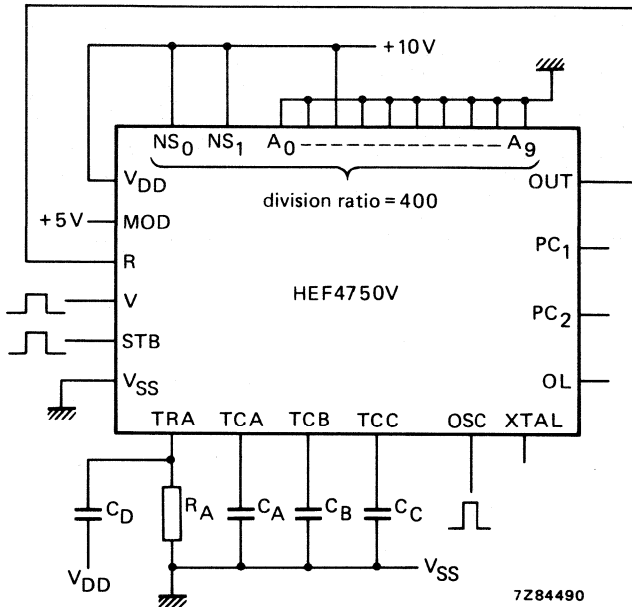 +10V
NS0 NS1 A0 A9
VDD
division ratio = 400
OUT
+5V MOD
R
PC1
V
HEF4750V
STB
PC2
VSS
OL
TRA TCA TCB TCC OSC XTAL
CD RA CA CB CC
VDD
VSS
7Z84490